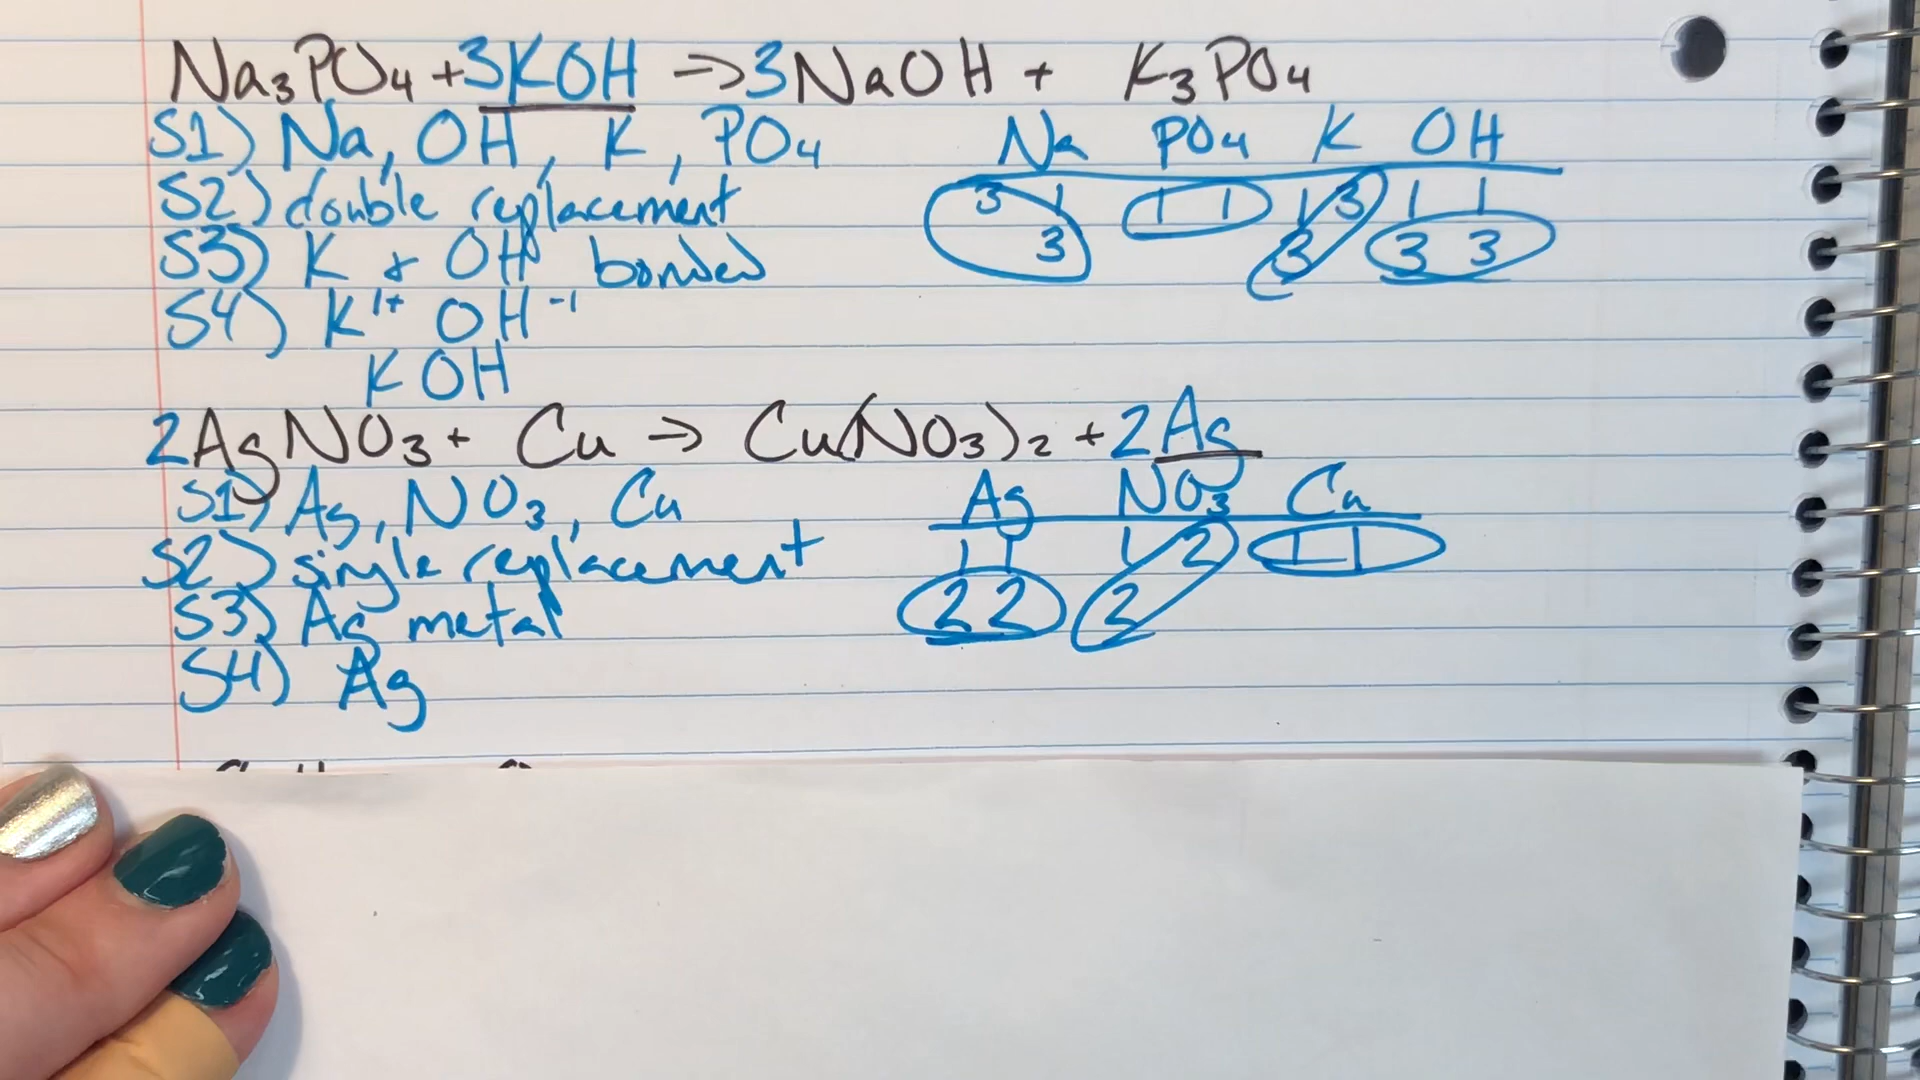 Na₃PO₄ + 3KOH → 3NaOH + K₃PO₄
S1) Na, OH, K, PO₄
Na PO₄ K OH
S2) double replacement
3 1 1 1 1 3 1 1
S3) K & OH bonded
3 3 3 3
S4) K¹⁺ OH⁻¹
KOH
2AgNO₃ + Cu → Cu(NO₃)₂ + 2Ag
S1) Ag, NO₃, Cu
Ag NO₃ Cu
S2) single replacement
1 1 1 2 1 1
S3) Ag metal
2 2 2
S4) Ag